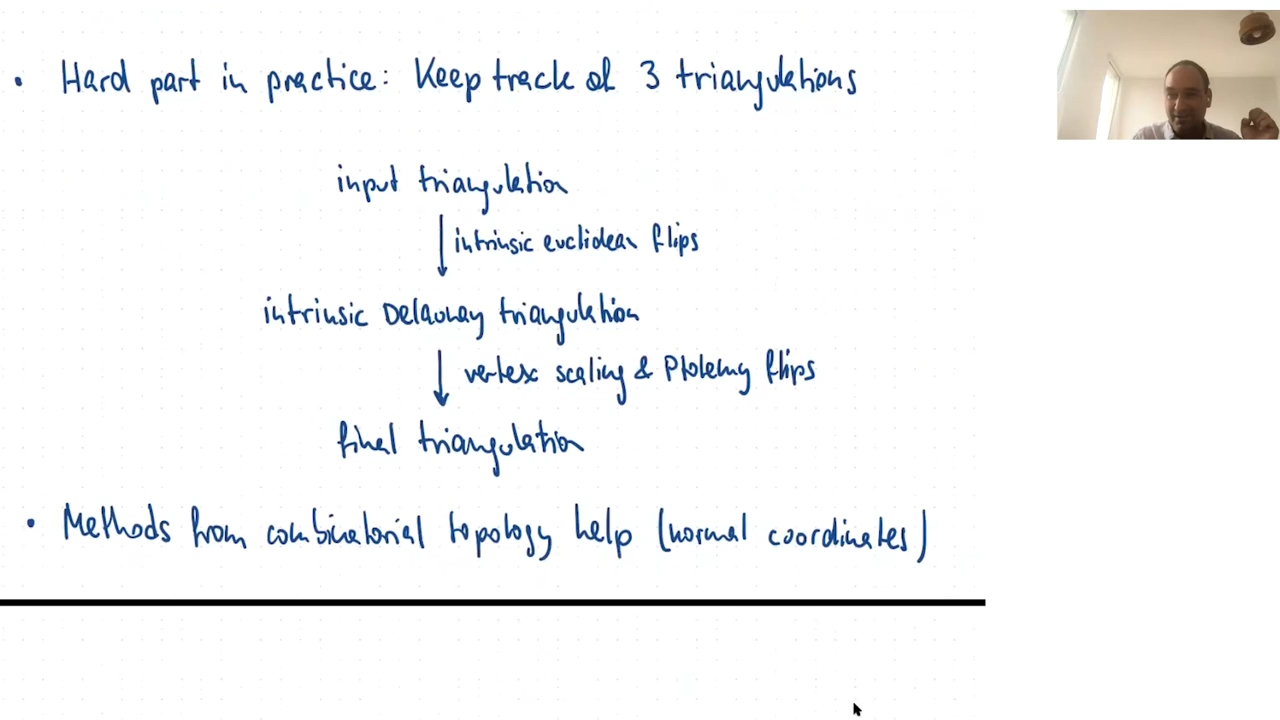 • Hard part in practice: Keep track of 3 triangulations
input triangulation
intrinsic euclidean flips
intrinsic Delaunay triangulation
vertex scaling & Ptolemy flips
final triangulation
• Methods from combinatorial topology help (normal coordinates)